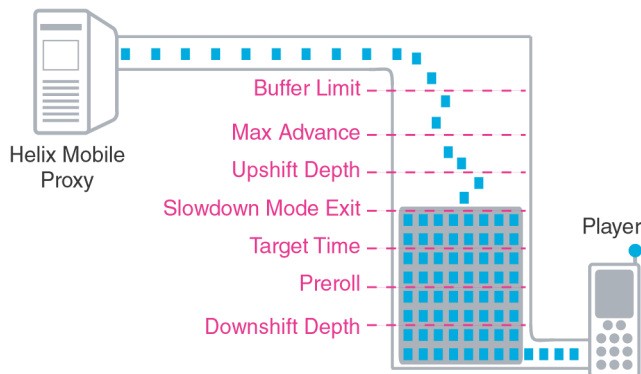 Buffer Limit
Max Advance
Helix Mobile
Proxy
Upshift Depth
Slowdown Mode Exit
Player
Target Time
Preroll
Downshift Depth